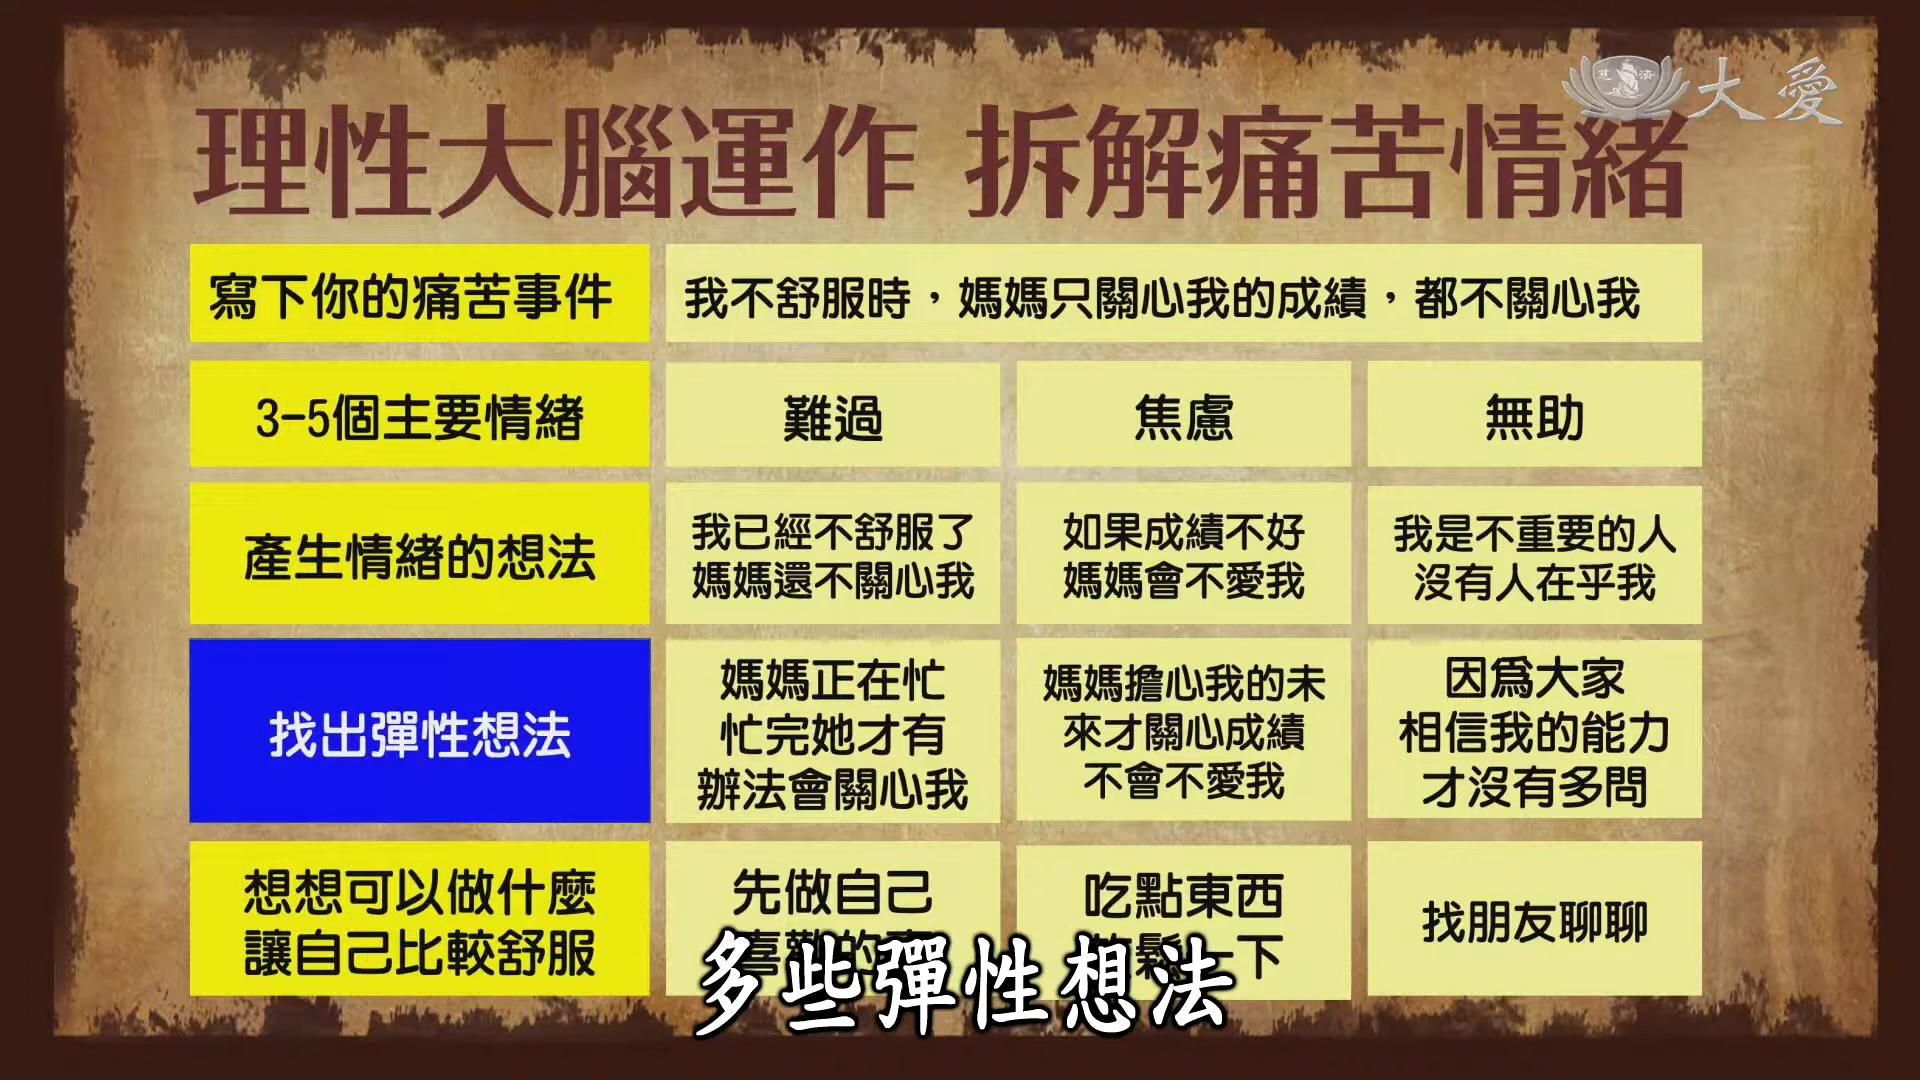 大愛
理性大腦運作 拆解痛苦情緒
寫下你的痛苦事件
我不舒服時，媽媽只關心我的成績，都不關心我
3-5個主要情緒
難過
焦慮
無助
產生情緒的想法
我已經不舒服了
媽媽還不關心我
如果成績不好
媽媽會不愛我
我是不重要的人
沒有人在乎我
找出彈性想法
媽媽正在忙
忙完她才有
辦法會關心我
媽媽擔心我的未
來才關心成績
不會不愛我
因為大家
相信我的能力
才沒有多問
想想可以做什麼
讓自己比較舒服
先做自己
喜歡的事
吃點東西
放鬆一下
找朋友聊聊
多些彈性想法